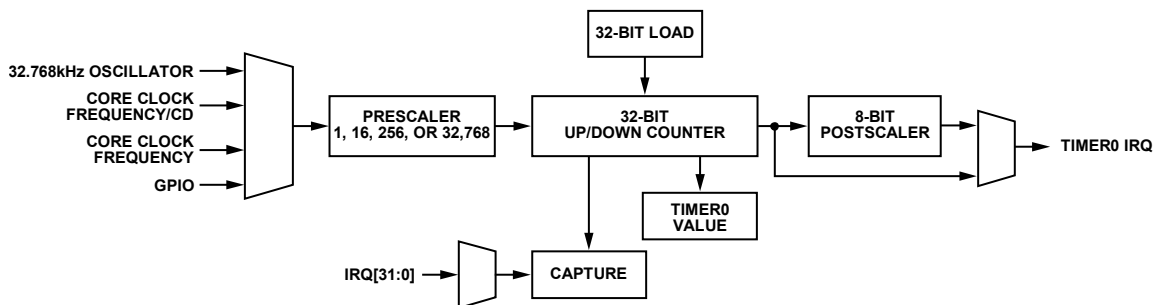 32-BIT LOAD
32.768kHz OSCILLATOR
CORE CLOCK
FREQUENCY/CD
CORE CLOCK
FREQUENCY
GPIO
PRESCALER
1, 16, 256, OR 32,768
32-BIT
UP/DOWN COUNTER
8-BIT
POSTSCALER
TIMER0 IRQ
TIMER0
VALUE
IRQ[31:0]
CAPTURE